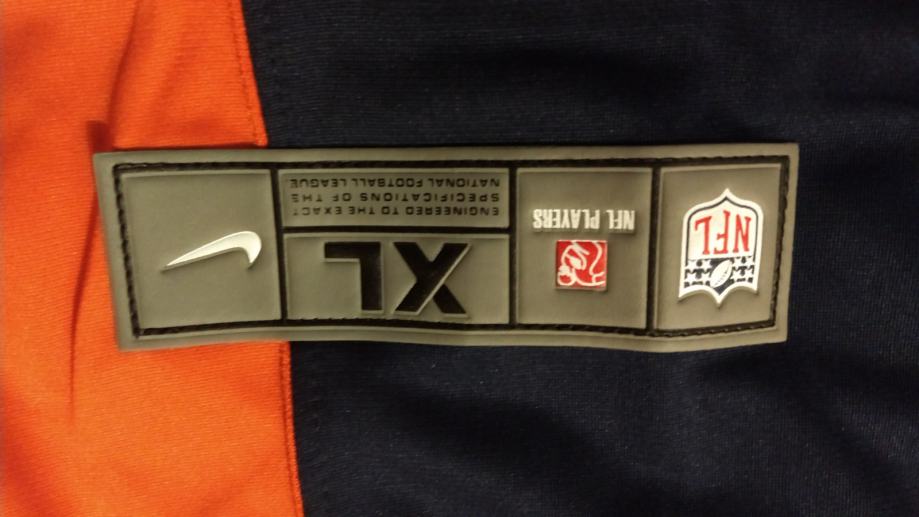 NFL
NFL PLAYERS
ENGINEERED TO THE EXACT
SPECIFICATIONS OF THE
NATIONAL FOOTBALL LEAGUE
XL